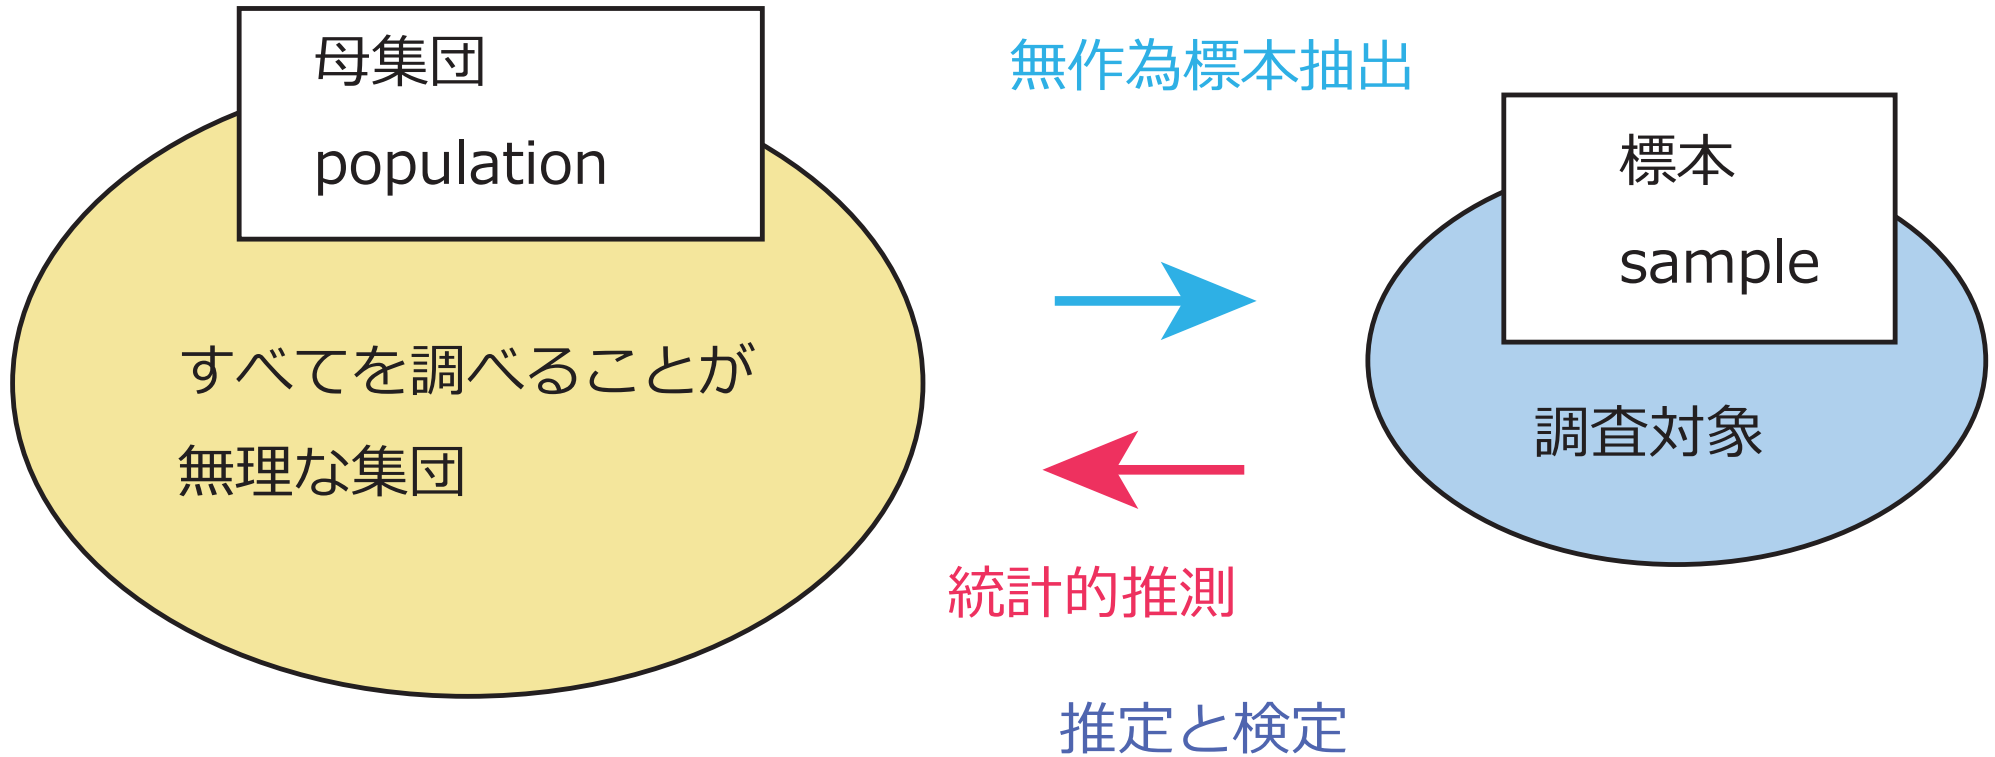 母集団
population
すべてを調べることが
無理な集団
無作為標本抽出
統計的推測
推定と検定
標本
sample
調査対象